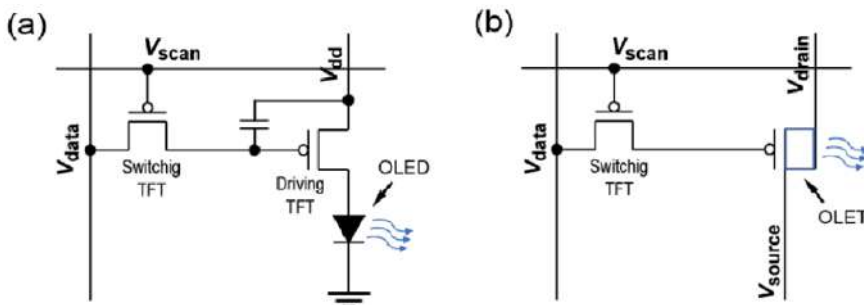 (a)
Vscan
Vdd
Vdata
Switchig
TFT
Driving
TFT
OLED
(b)
Vscan
Vdrain
Vdata
Switchig
TFT
OLET
Vsource